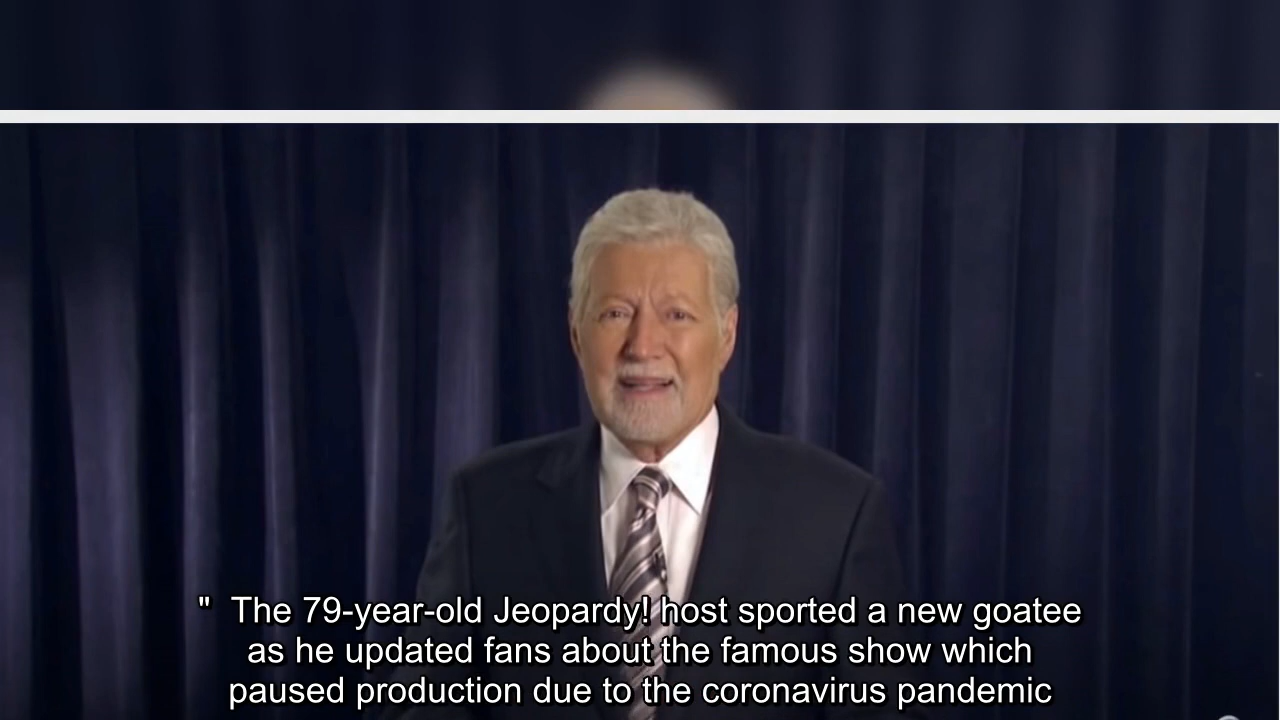 "  The 79-year-old Jeopardy! host sported a new goatee
as he updated fans about the famous show which
paused production due to the coronavirus pandemic